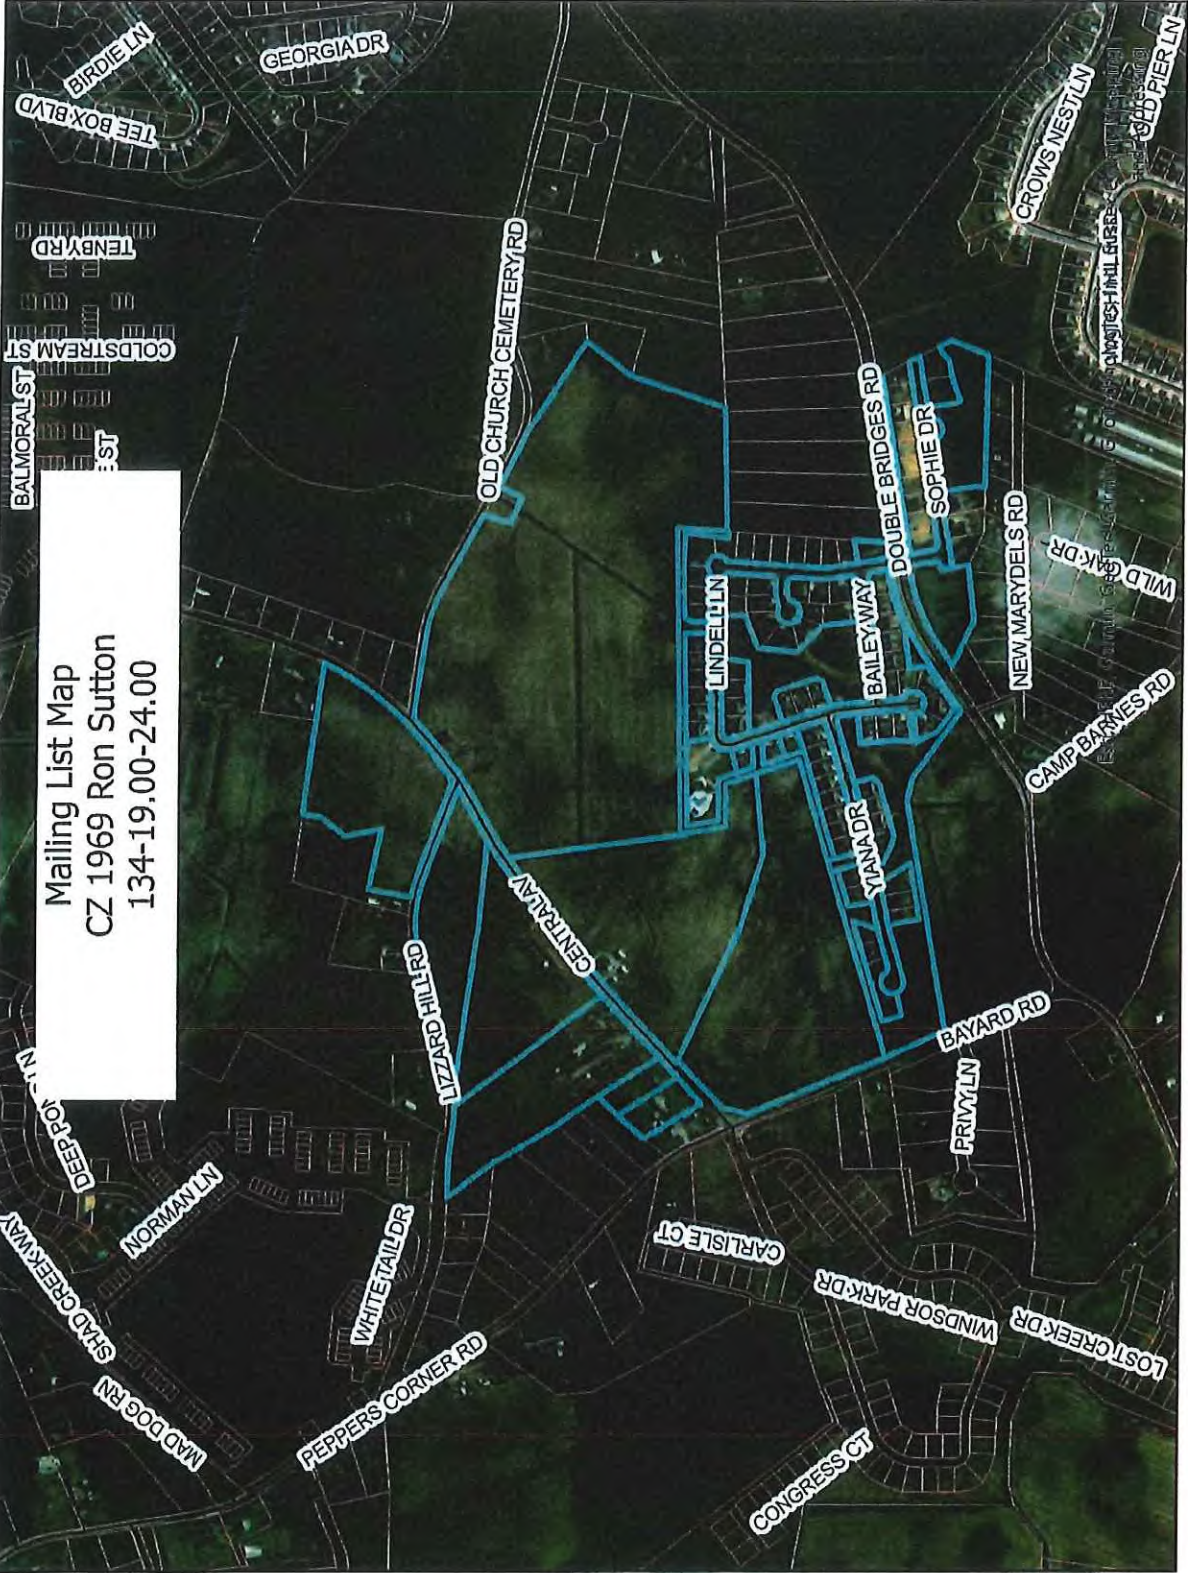 Mailing List Map
CZ 1969 Ron Sutton
134-19.00-24.00
BIRDIE LN
GEORGIA DR
TEE BOX BLVD
TENBY RD
COLDSTREAM ST
BALMORAL ST
ST
OLD CHURCH CEMETERY RD
CROWS NEST LN
OLD PIER LN
DOUBLE BRIDGES RD
SOPHIE DR
LINDELL LN
BAILEY WAY
NEW MARYDELS RD
WILD OAK DR
CAMP BARNES RD
YIANA DR
CENTRAL AV
LIZZARD HILL RD
BAYARD RD
PRIVY LN
DEEP POND LN
NORMAN LN
SHAD CREEK WAY
WHITE TAIL DR
MAD DOG RN
PEPPERS CORNER RD
CARLISLE CT
WINDSOR PARK DR
LOST CREEK DR
CONGRESS CT